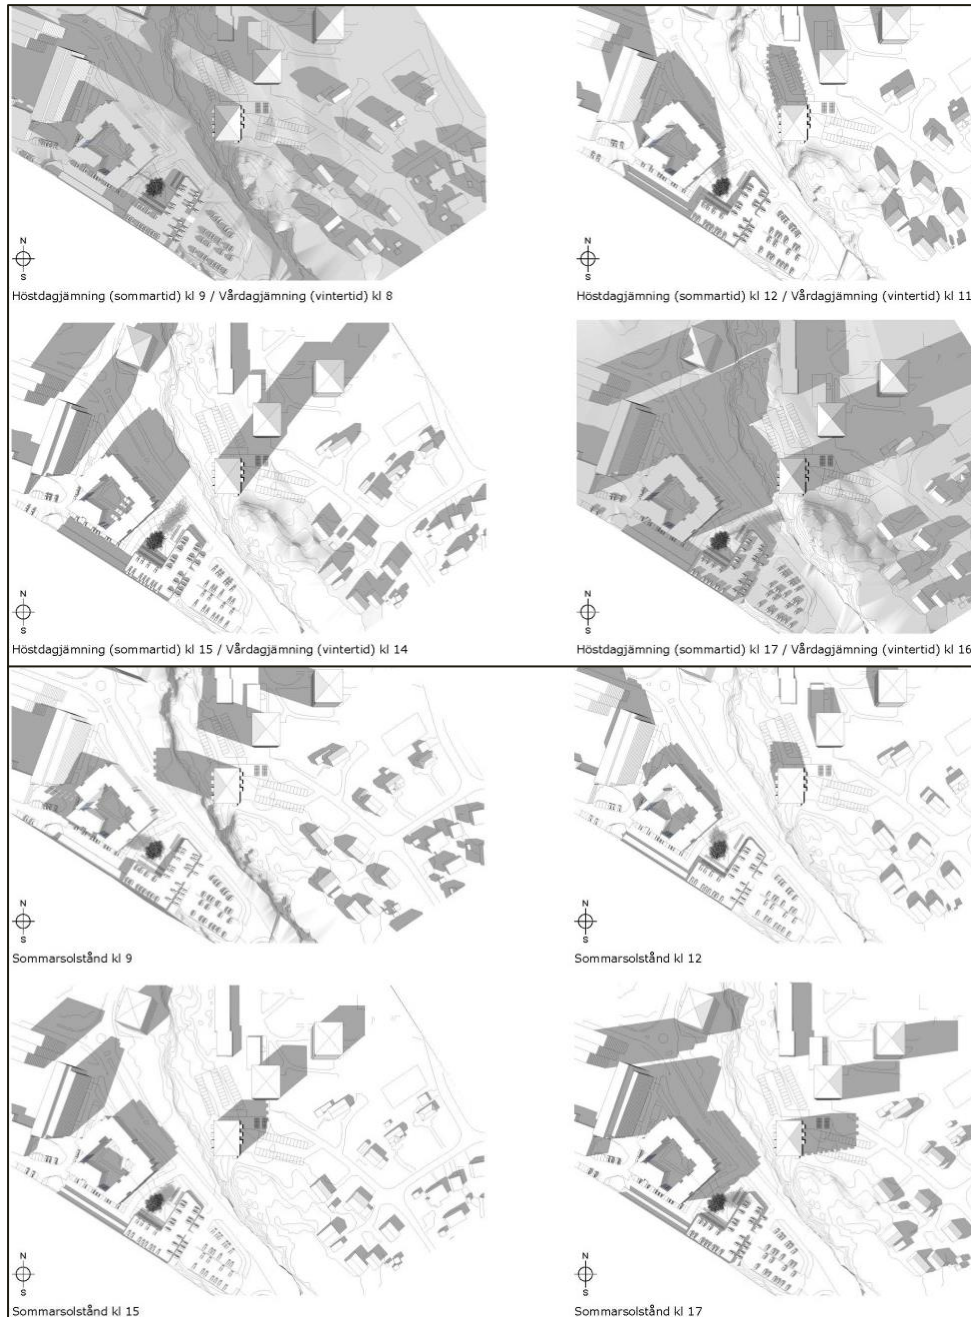 N
S
Höstdagjämning (sommartid) kl 9 / Vårdagjämning (vintertid) kl 8
N
S
Höstdagjämning (sommartid) kl 12 / Vårdagjämning (vintertid) kl 11
N
S
Höstdagjämning (sommartid) kl 15 / Vårdagjämning (vintertid) kl 14
N
S
Höstdagjämning (sommartid) kl 17 / Vårdagjämning (vintertid) kl 16
N
S
Sommarsolstånd kl 9
N
S
Sommarsolstånd kl 12
N
S
Sommarsolstånd kl 15
N
S
Sommarsolstånd kl 17